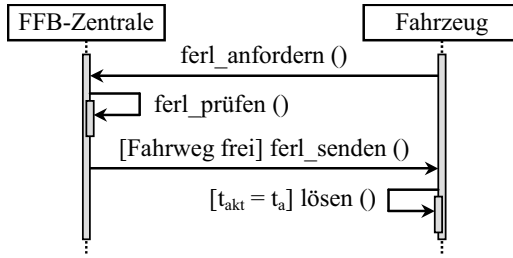 FFB-Zentrale
Fahrzeug
ferl_anfordern ()
ferl_prüfen ()
[Fahrweg frei] ferl_senden ()
[t_akt = t_a] lösen ()